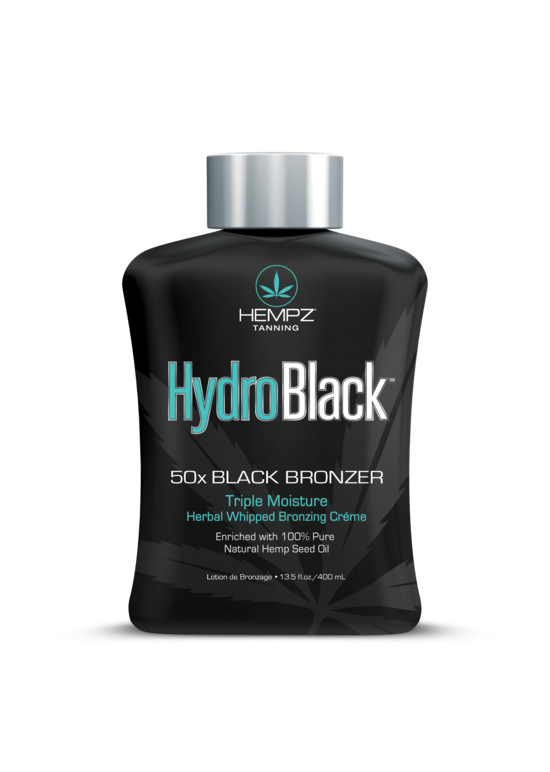 HEMPZ®
TANNING
HydroBlack™
50x BLACK BRONZER
Triple Moisture
Herbal Whipped Bronzing Créme
Enriched with 100% Pure
Natural Hemp Seed Oil
Lotion de Bronzage • 13.5 fl.oz./400 mL